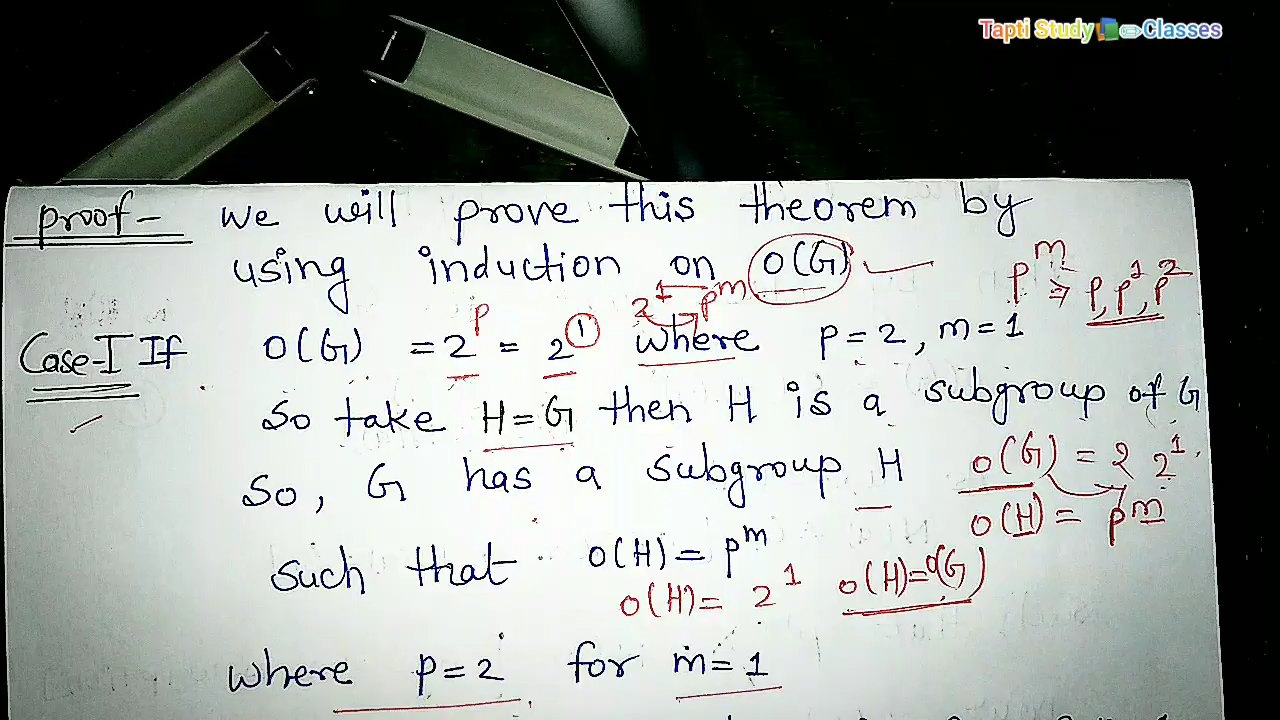 Tapti Study Classes
Proof- We will prove this theorem by
using induction on O(G)
p^m ⇒ p, p^1, p^2
2^1 p^m
Case-I If O(G) = 2^p = 2^① where p=2, m=1
So take H=G then H is a subgroup of G
So, G has a subgroup H
O(G) = 2 2^1
O(H) = p^m
such that O(H) = p^m
O(H) = 2^1 O(H)=O(G)
where p=2 for m=1